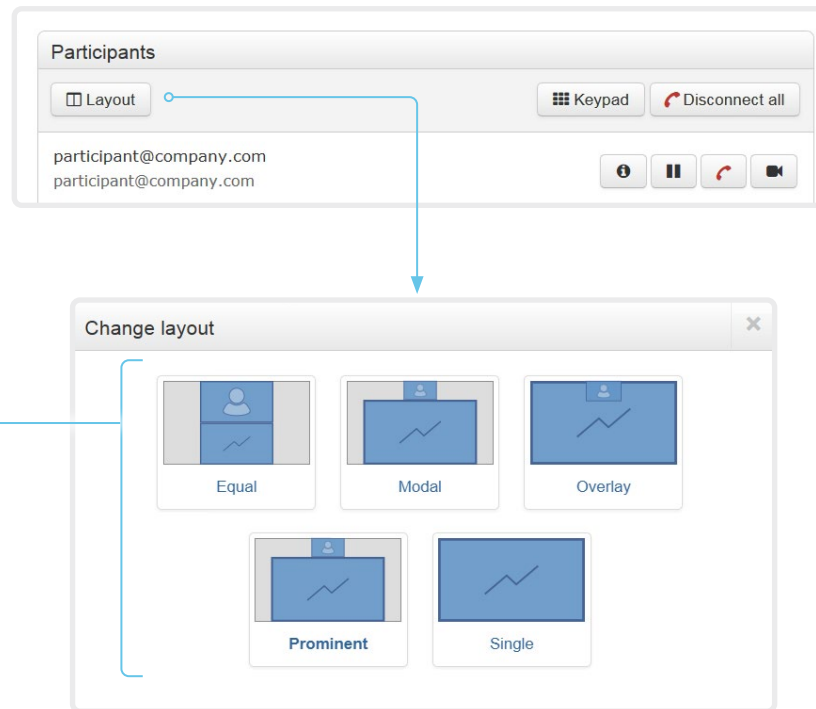 Participants
Layout
Keypad
Disconnect all
participant@company.com
participant@company.com
Change layout
Equal
Modal
Overlay
Prominent
Single